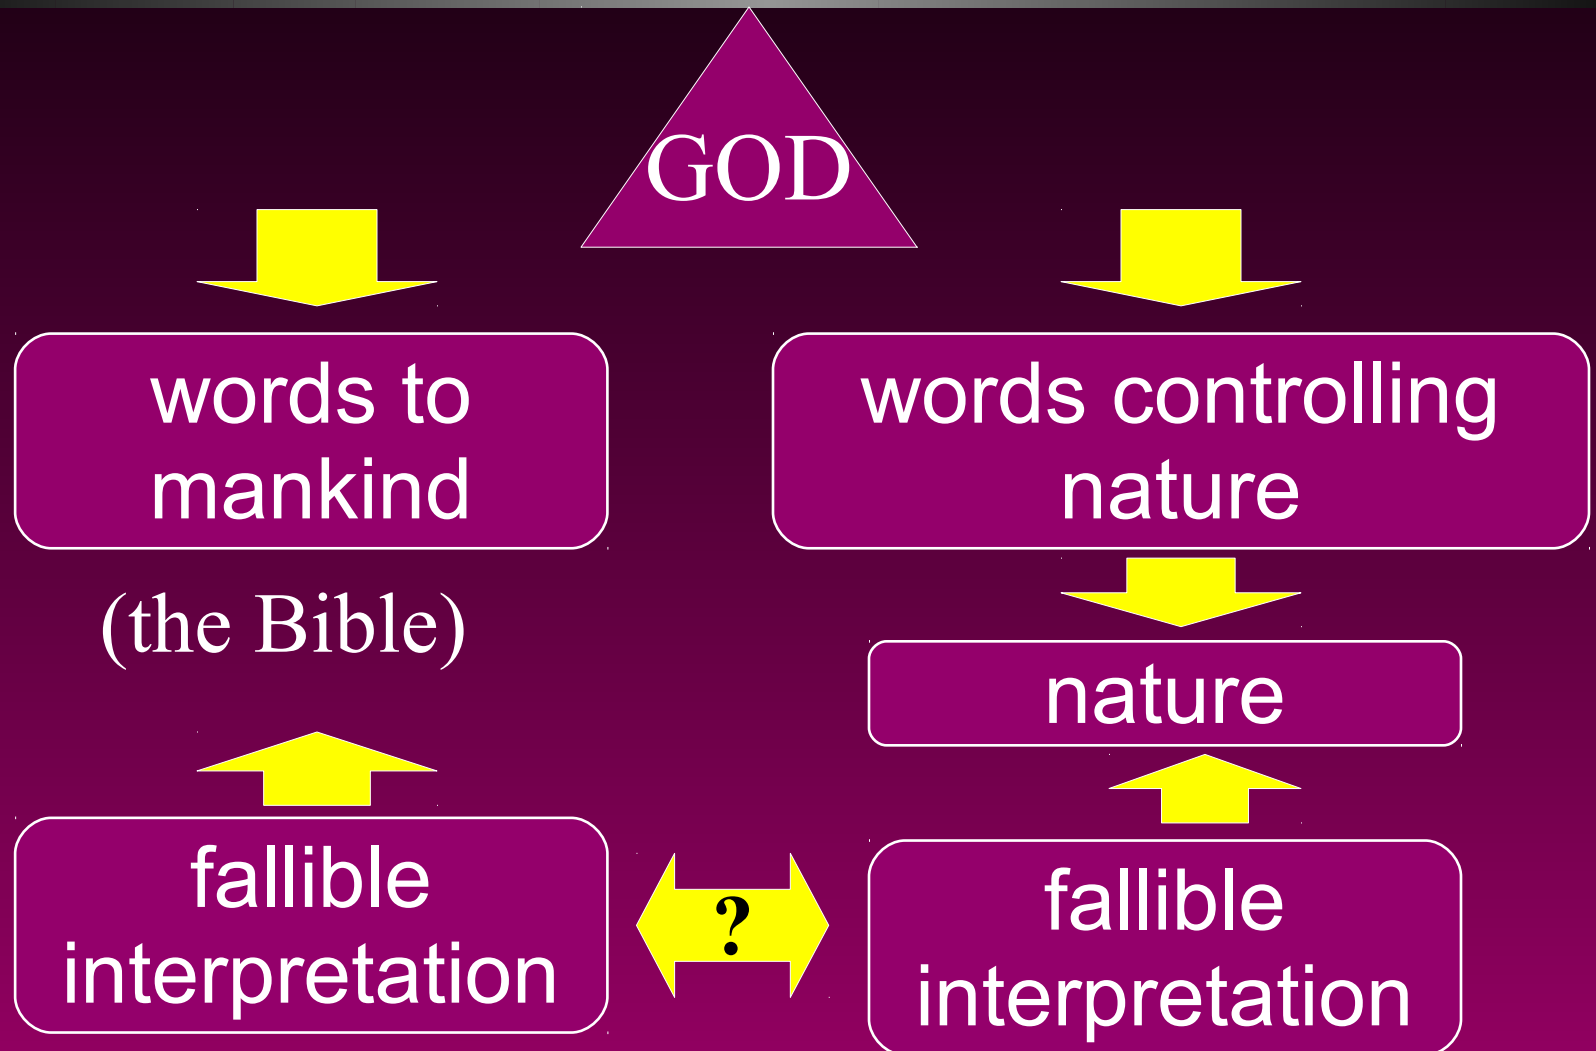 GOD
words to
mankind
(the Bible)
words controlling
nature
nature
fallible
interpretation
?
fallible
interpretation